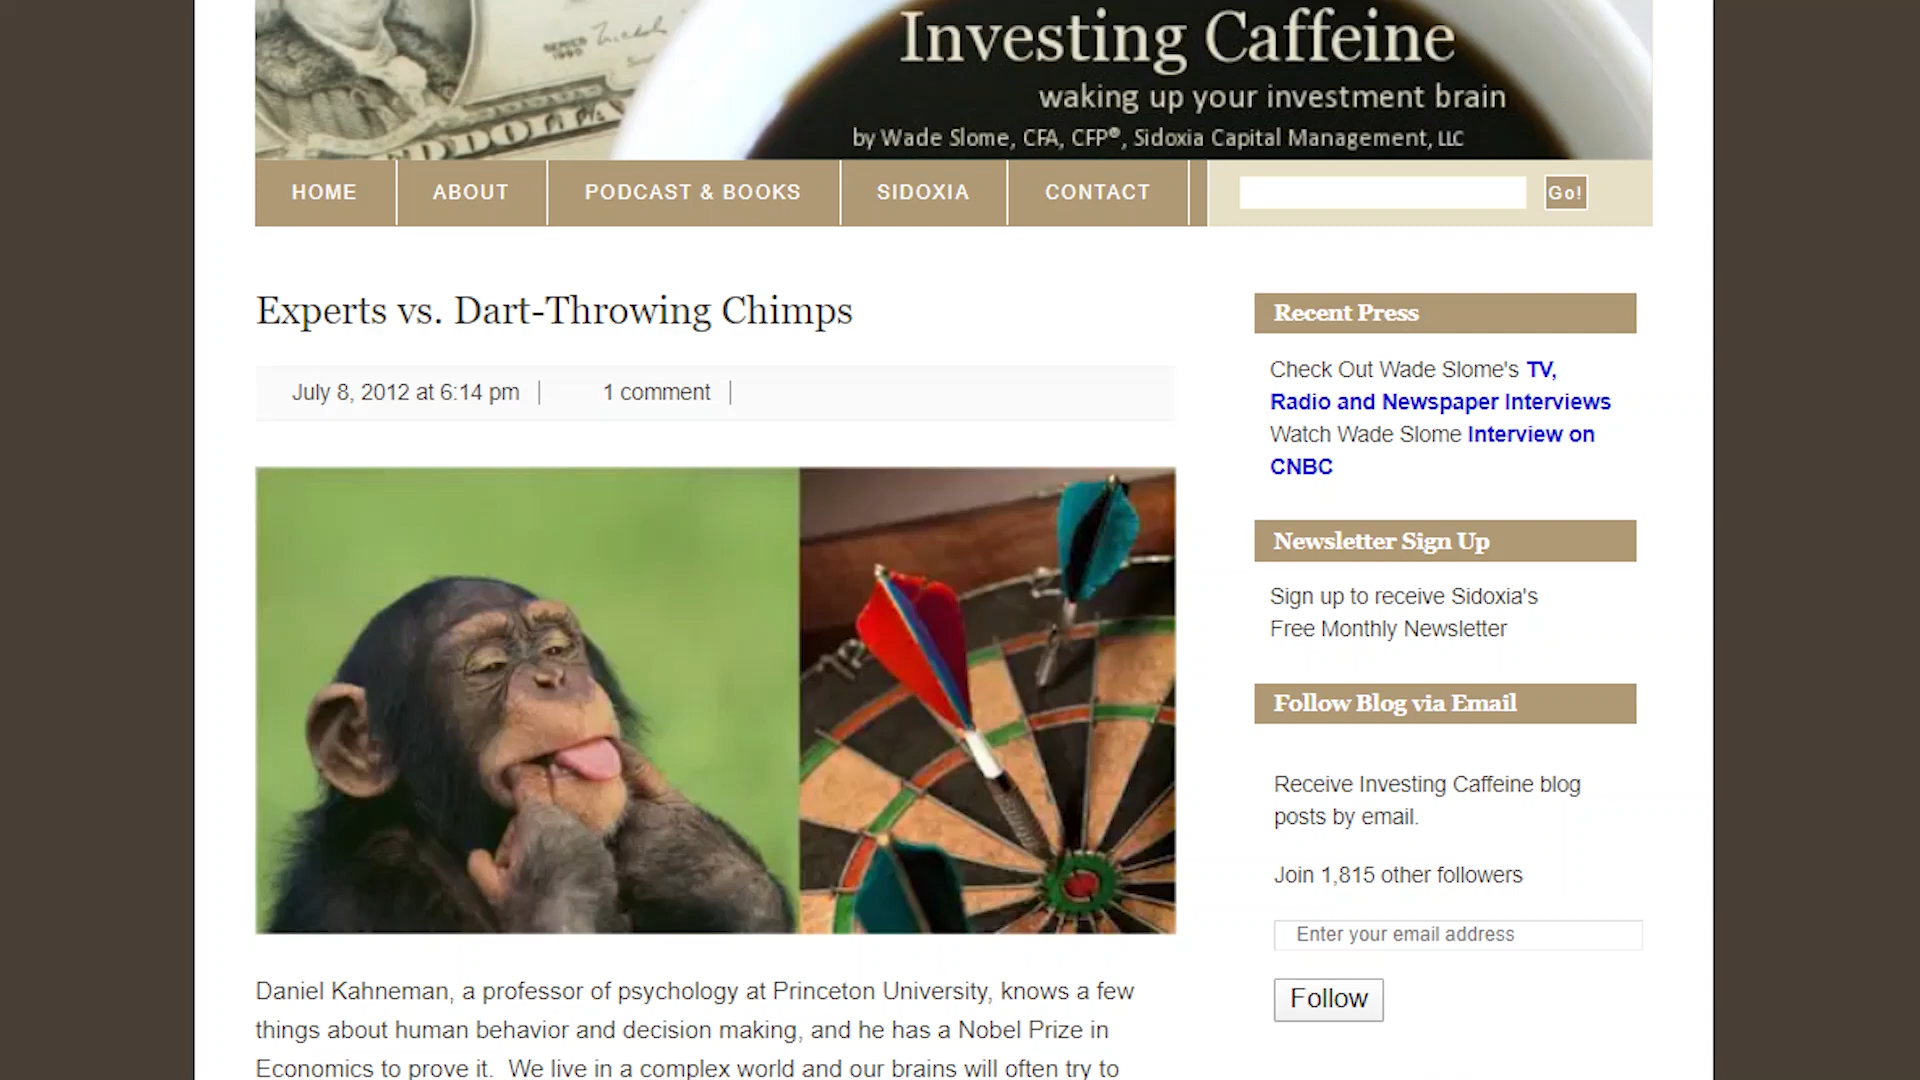 Investing Caffeine
waking up your investment brain
by Wade Slome, CFA, CFP®, Sidoxia Capital Management, LLC
SERIES
1990
HOME
ABOUT
PODCAST & BOOKS
SIDOXIA
CONTACT
Go!
Experts vs. Dart-Throwing Chimps
July 8, 2012 at 6:14 pm
1 comment
Daniel Kahneman, a professor of psychology at Princeton University, knows a few
things about human behavior and decision making, and he has a Nobel Prize in
Economics to prove it. We live in a complex world and our brains will often try to
Recent Press
Check Out Wade Slome's TV,
Radio and Newspaper Interviews
Watch Wade Slome Interview on
CNBC
Newsletter Sign Up
Sign up to receive Sidoxia's
Free Monthly Newsletter
Follow Blog via Email
Receive Investing Caffeine blog
posts by email.
Join 1,815 other followers
Enter your email address
Follow